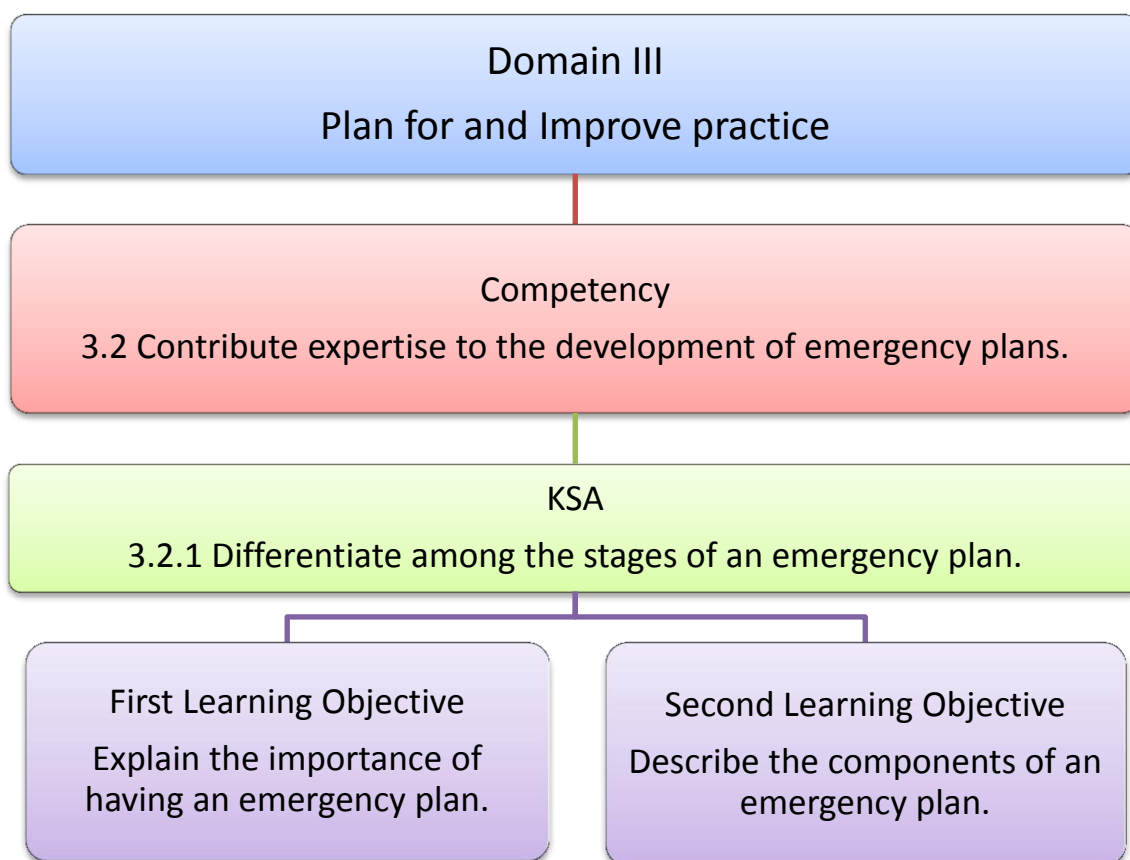 Domain III
Plan for and Improve practice
Competency
3.2 Contribute expertise to the development of emergency plans.
KSA
3.2.1 Differentiate among the stages of an emergency plan.
First Learning Objective
Explain the importance of
having an emergency plan.
Second Learning Objective
Describe the components of an
emergency plan.